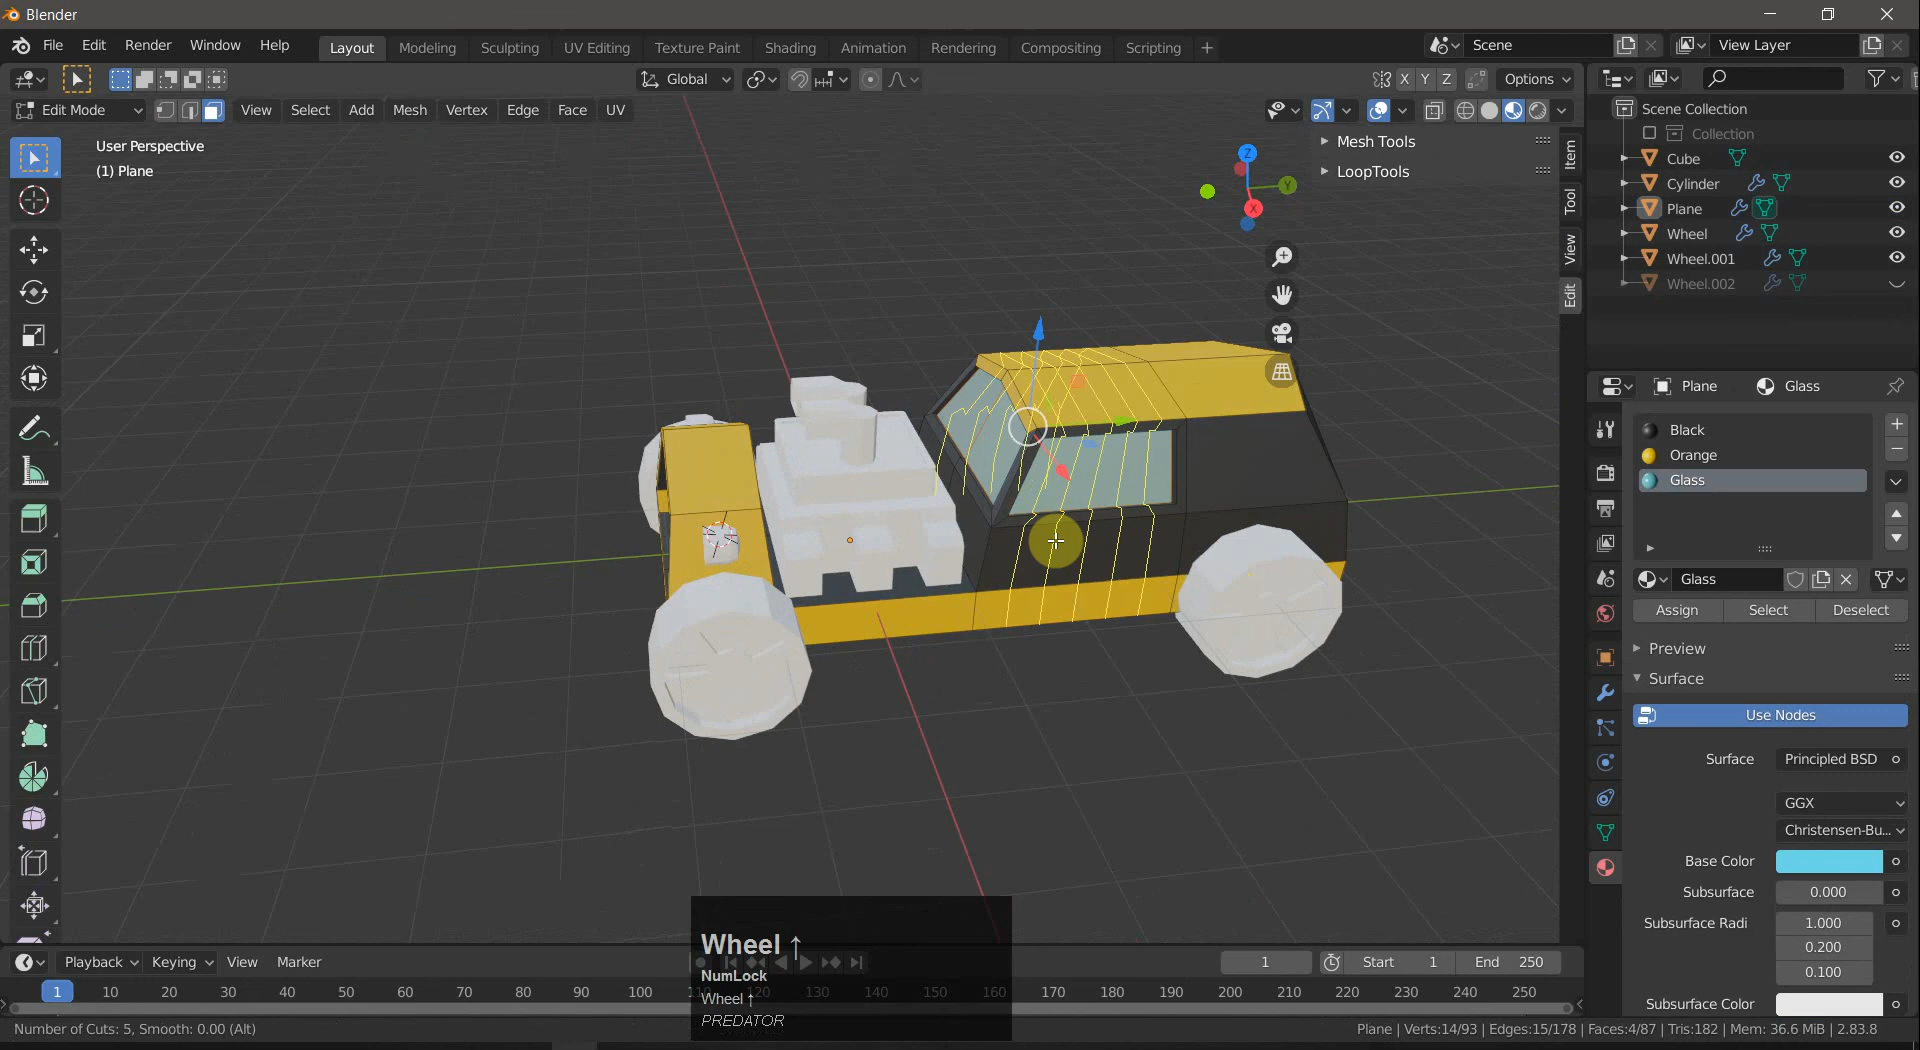 Blender
File Edit Render Window Help
Layout Modeling Sculpting UV Editing Texture Paint Shading Animation Rendering Compositing Scripting +
Scene
View Layer
Global
X Y Z
Options
Edit Mode
View Select Add Mesh Vertex Edge Face UV
User Perspective
(1) Plane
Mesh Tools
LoopTools
Z
Y
X
Item
Tool
View
Edit
Scene Collection
Collection
Cube
Cylinder
Plane
Wheel
Wheel.001
Wheel.002
Plane
Glass
Black
Orange
Glass
Glass
Assign Select Deselect
Preview
Surface
Use Nodes
Surface Principled BSD
GGX
Christensen-Bu...
Base Color
Subsurface 0.000
Subsurface Radi 1.000
0.200
0.100
Subsurface Color
Wheel ↑
NumLock
Wheel ↑
PREDATOR
Playback Keying View Marker
1
Start 1
End 250
1 10 20 30 40 50 60 70 80 90 100 120 130 140 150 160 170 180 190 200 210 220 230 240 250
Number of Cuts: 5, Smooth: 0.00 (Alt)
Plane | Verts:14/93 | Edges:15/178 | Faces:4/87 | Tris:182 | Mem: 36.6 MiB | 2.83.8